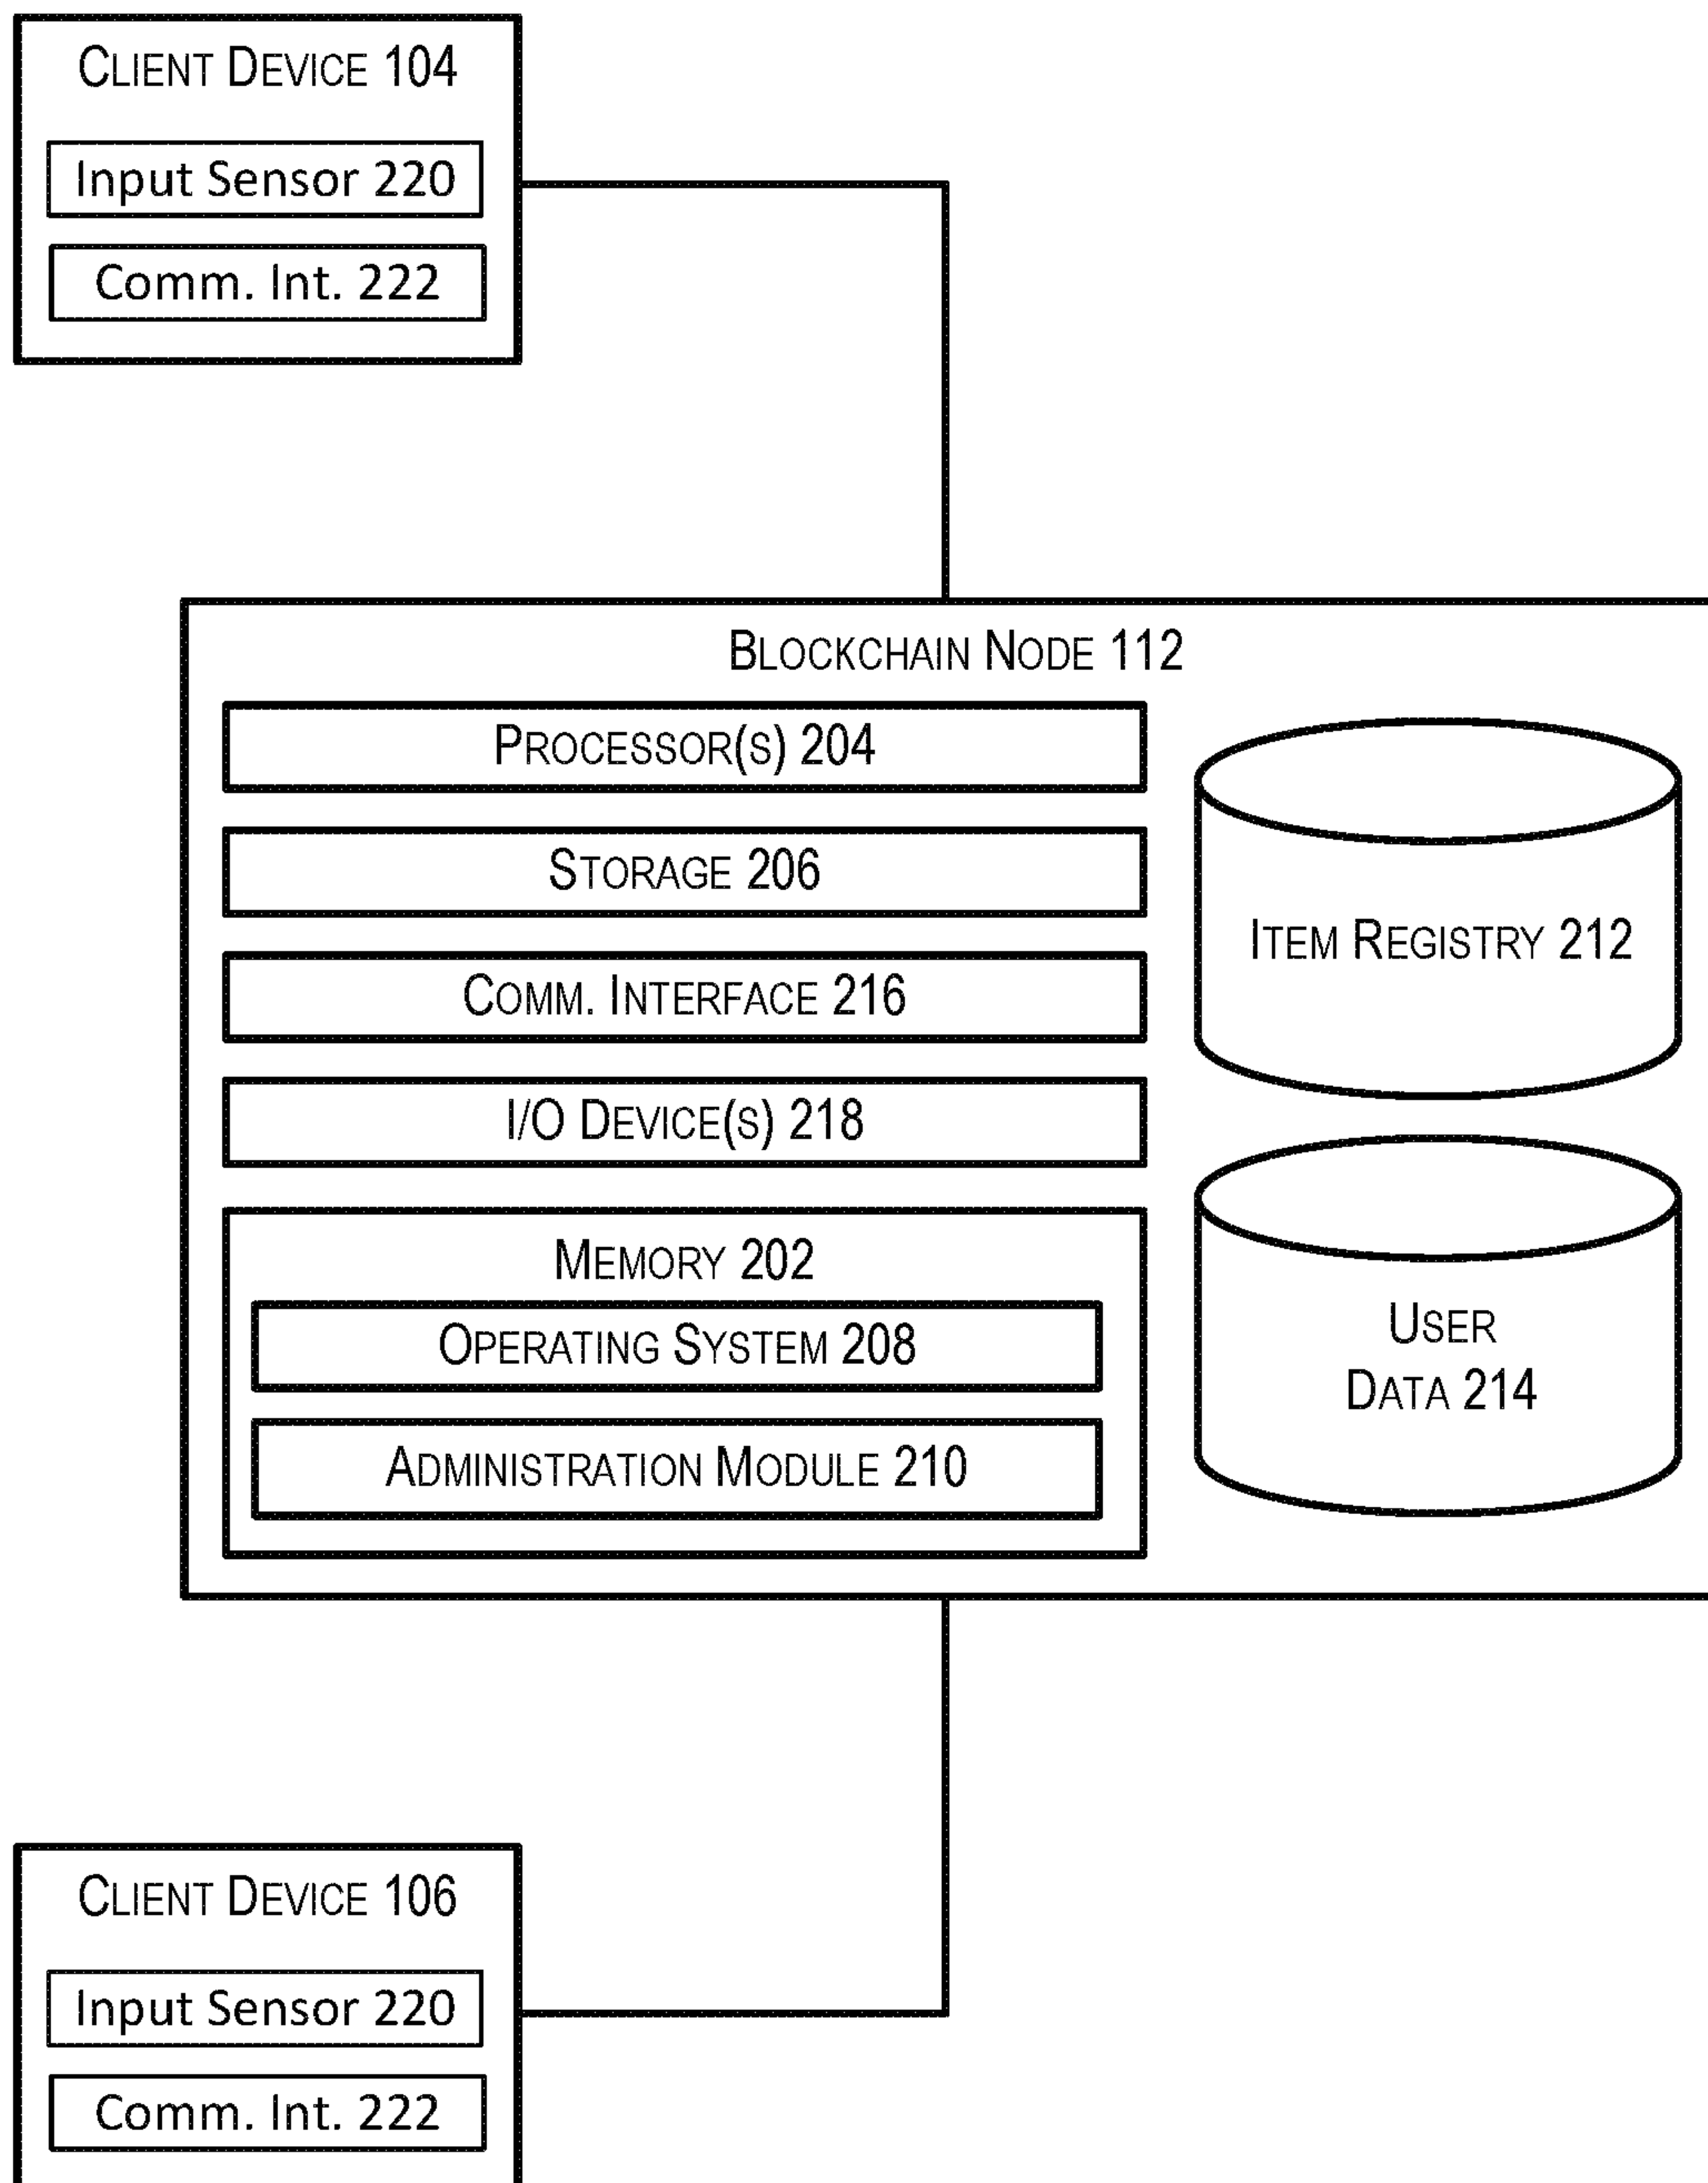 CLIENT DEVICE 104
Input Sensor 220
Comm. Int. 222
BLOCKCHAIN NODE 112
PROCESSOR(S) 204
STORAGE 206
COMM. INTERFACE 216
I/O DEVICE(S) 218
MEMORY 202
OPERATING SYSTEM 208
ADMINISTRATION MODULE 210
ITEM REGISTRY 212
USER
DATA 214
CLIENT DEVICE 106
Input Sensor 220
Comm. Int. 222